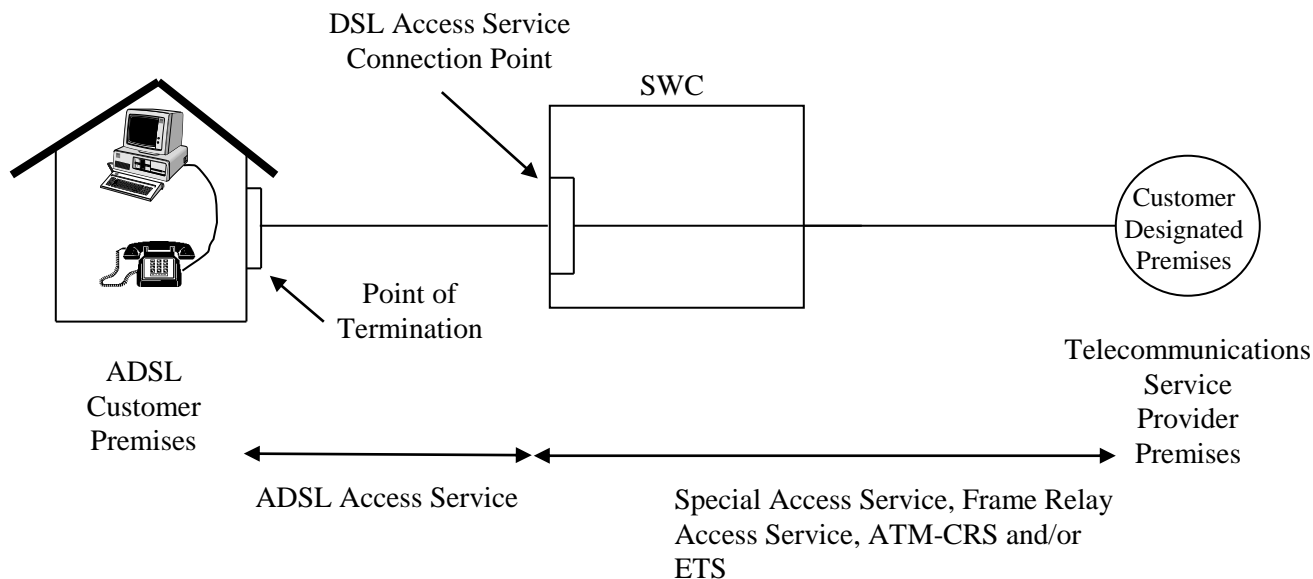 DSL Access Service
Connection Point
SWC
Customer
Designated
Premises
Point of
Termination
ADSL
Customer
Premises
Telecommunications
Service
Provider
Premises
ADSL Access Service
Special Access Service, Frame Relay
Access Service, ATM-CRS and/or
ETS